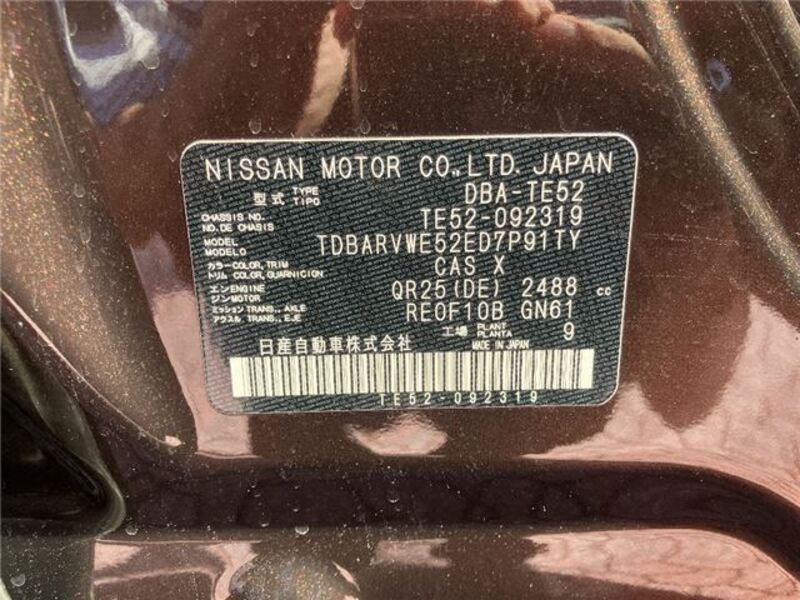 NISSAN MOTOR CO.,LTD. JAPAN
型式 TYPE TIPO DBA-TE52
CHASSIS NO. NO.DE CHASIS TE52-092319
MODEL MODELO TDBARVWE52ED7P91TY
カラー COLOR, TRIM トリム COLOR, GUARNICION CAS X
エンジン ENGINE MOTOR QR25(DE) 2488 cc
ミッション TRANS., AXLE アクスル TRANS., EJE RE0F10B GN61
工場 PLANT PLANTA 9
日産自動車株式会社 MADE IN JAPAN
TE52-092319